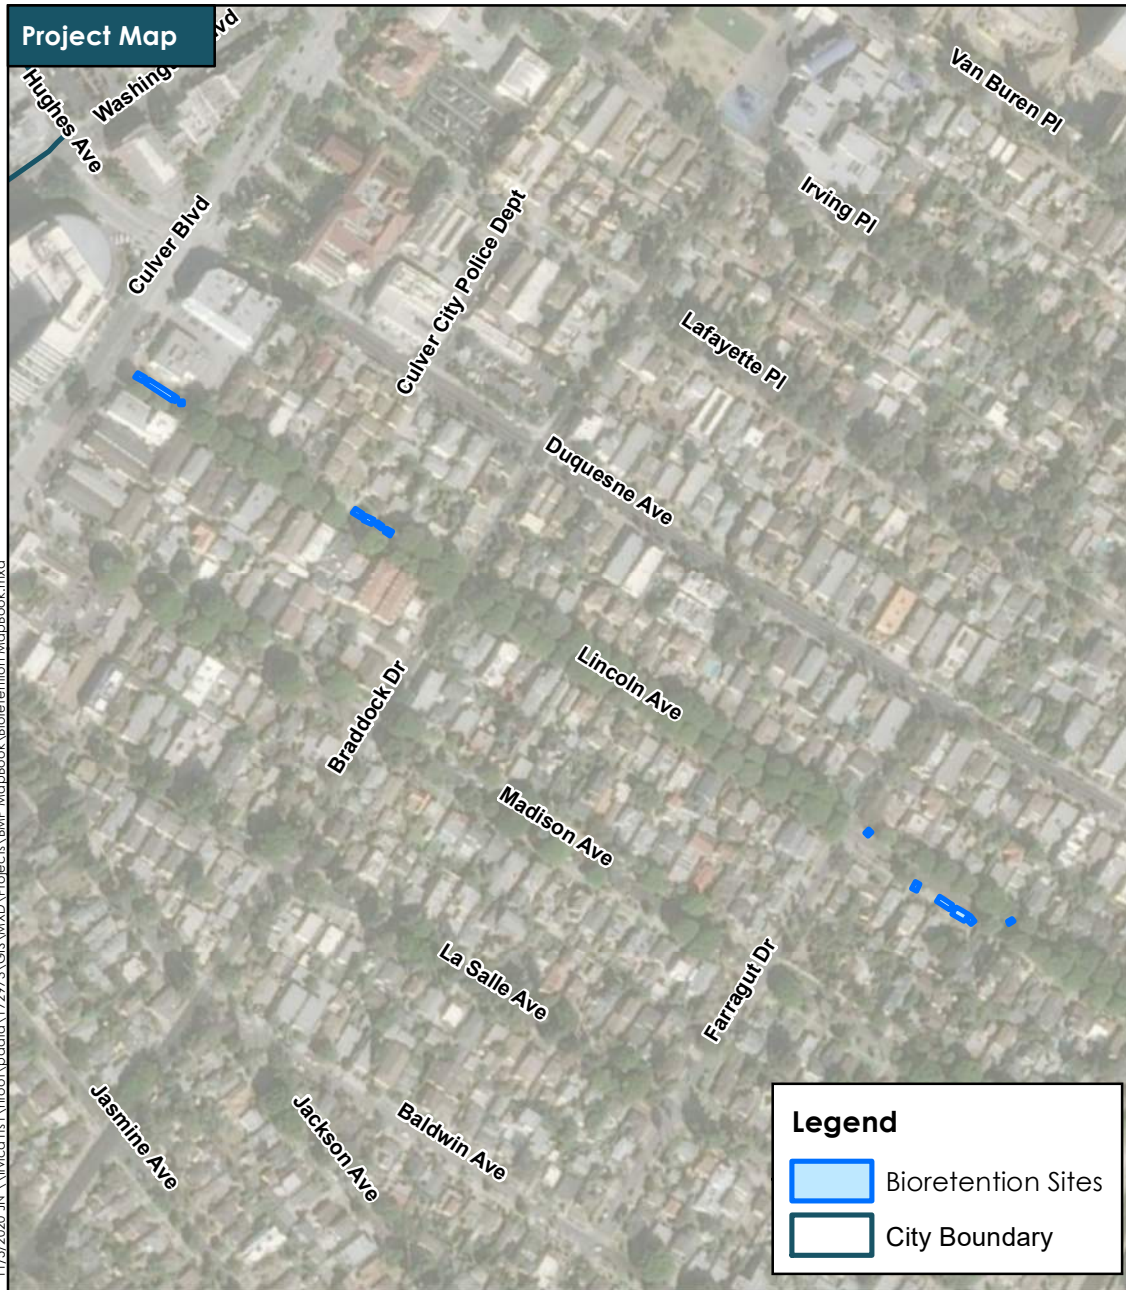 Project Map
Hughes Ave
Culver Blvd
Culver City Police Dept
Van Buren Pl
Irving Pl
Lafayette Pl
Duquesne Ave
Lincoln Ave
Braddock Dr
Madison Ave
La Salle Ave
Farragut Dr
Jasmine Ave
Jackson Ave
Baldwin Ave
Legend
Bioretention Sites
City Boundary